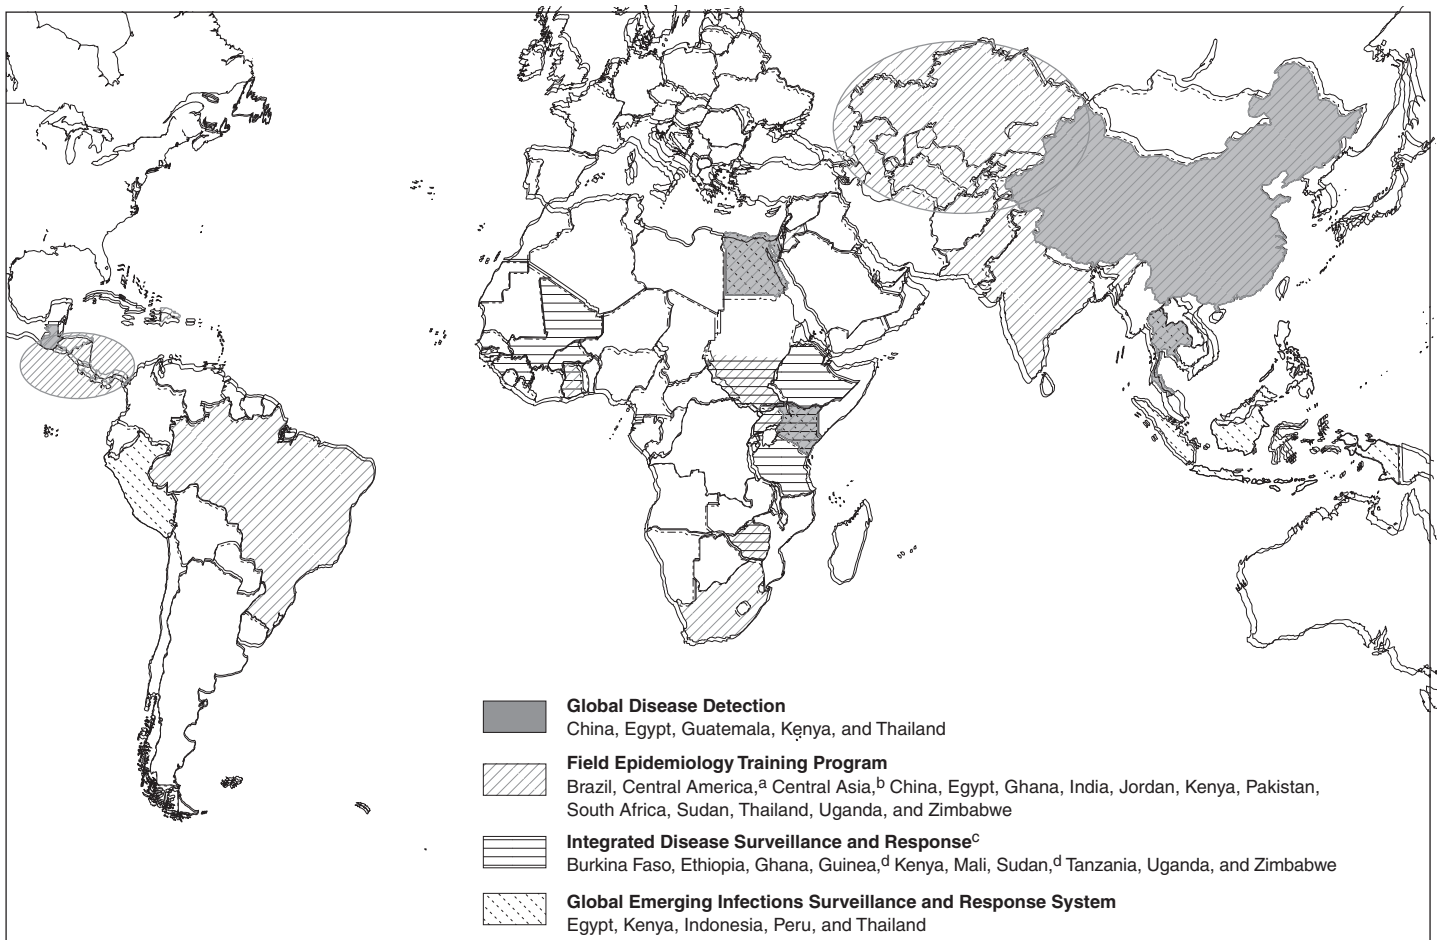 Global Disease Detection
China, Egypt, Guatemala, Kenya, and Thailand
Field Epidemiology Training Program
Brazil, Central America,a Central Asia,b China, Egypt, Ghana, India, Jordan, Kenya, Pakistan,
South Africa, Sudan, Thailand, Uganda, and Zimbabwe
Integrated Disease Surveillance and Responsec
Burkina Faso, Ethiopia, Ghana, Guinea,d Kenya, Mali, Sudan,d Tanzania, Uganda, and Zimbabwe
Global Emerging Infections Surveillance and Response System
Egypt, Kenya, Indonesia, Peru, and Thailand